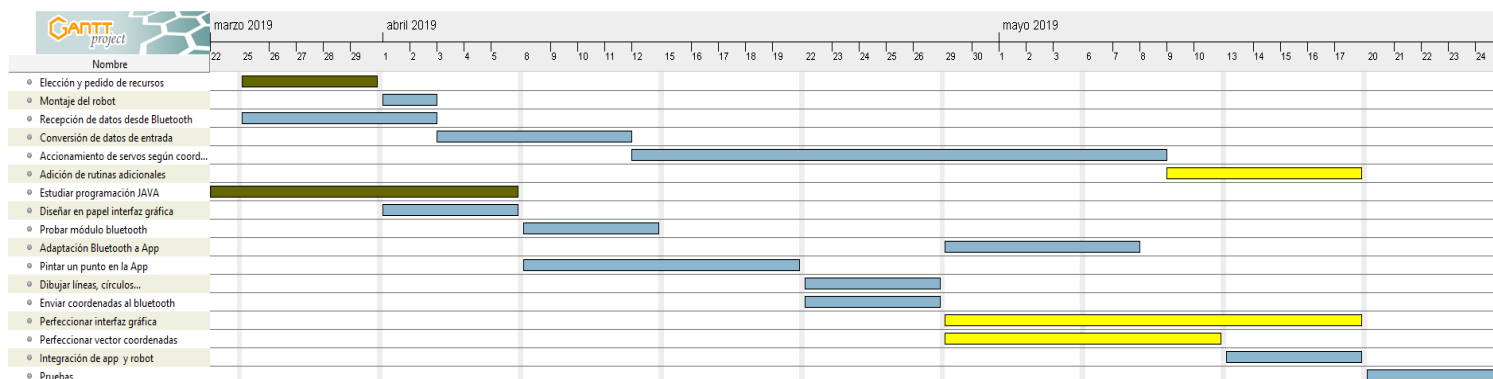 GANTT project
marzo 2019 abril 2019 mayo 2019
22 25 26 27 28 29 1 2 3 4 5 8 9 10 11 12 15 16 17 18 19 22 23 24 25 26 29 30 1 2 3 6 7 8 9 10 13 14 15 16 17 20 21 22 23 24
Nombre
Elección y pedido de recursos
Montaje del robot
Recepción de datos desde Bluetooth
Conversión de datos de entrada
Accionamiento de servos según coord...
Adición de rutinas adicionales
Estudiar programación JAVA
Diseñar en papel interfaz gráfica
Probar módulo bluetooth
Adaptación Bluetooth a App
Pintar un punto en la App
Dibujar líneas, círculos...
Enviar coordenadas al bluetooth
Perfeccionar interfaz gráfica
Perfeccionar vector coordenadas
Integración de app y robot
Pruebas